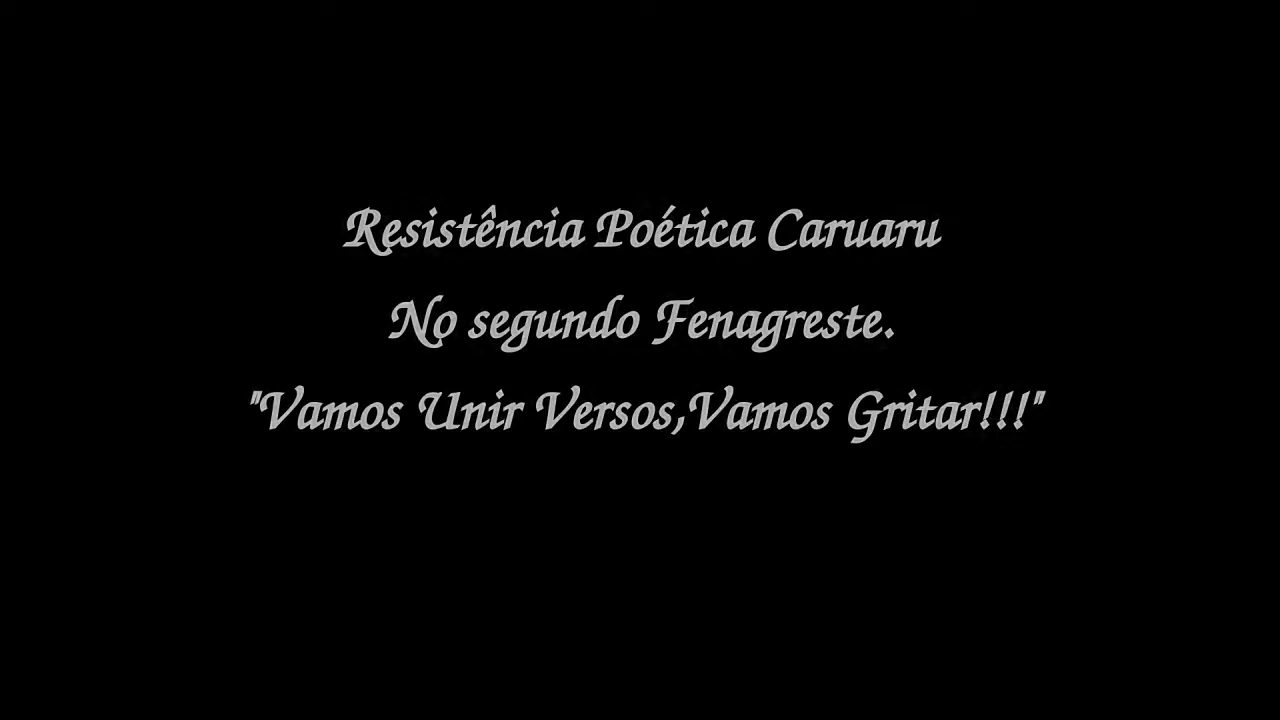 Resistência Poética Caruaru
No segundo Fenagreste.
"Vamos Unir Versos,Vamos Gritar!!!"